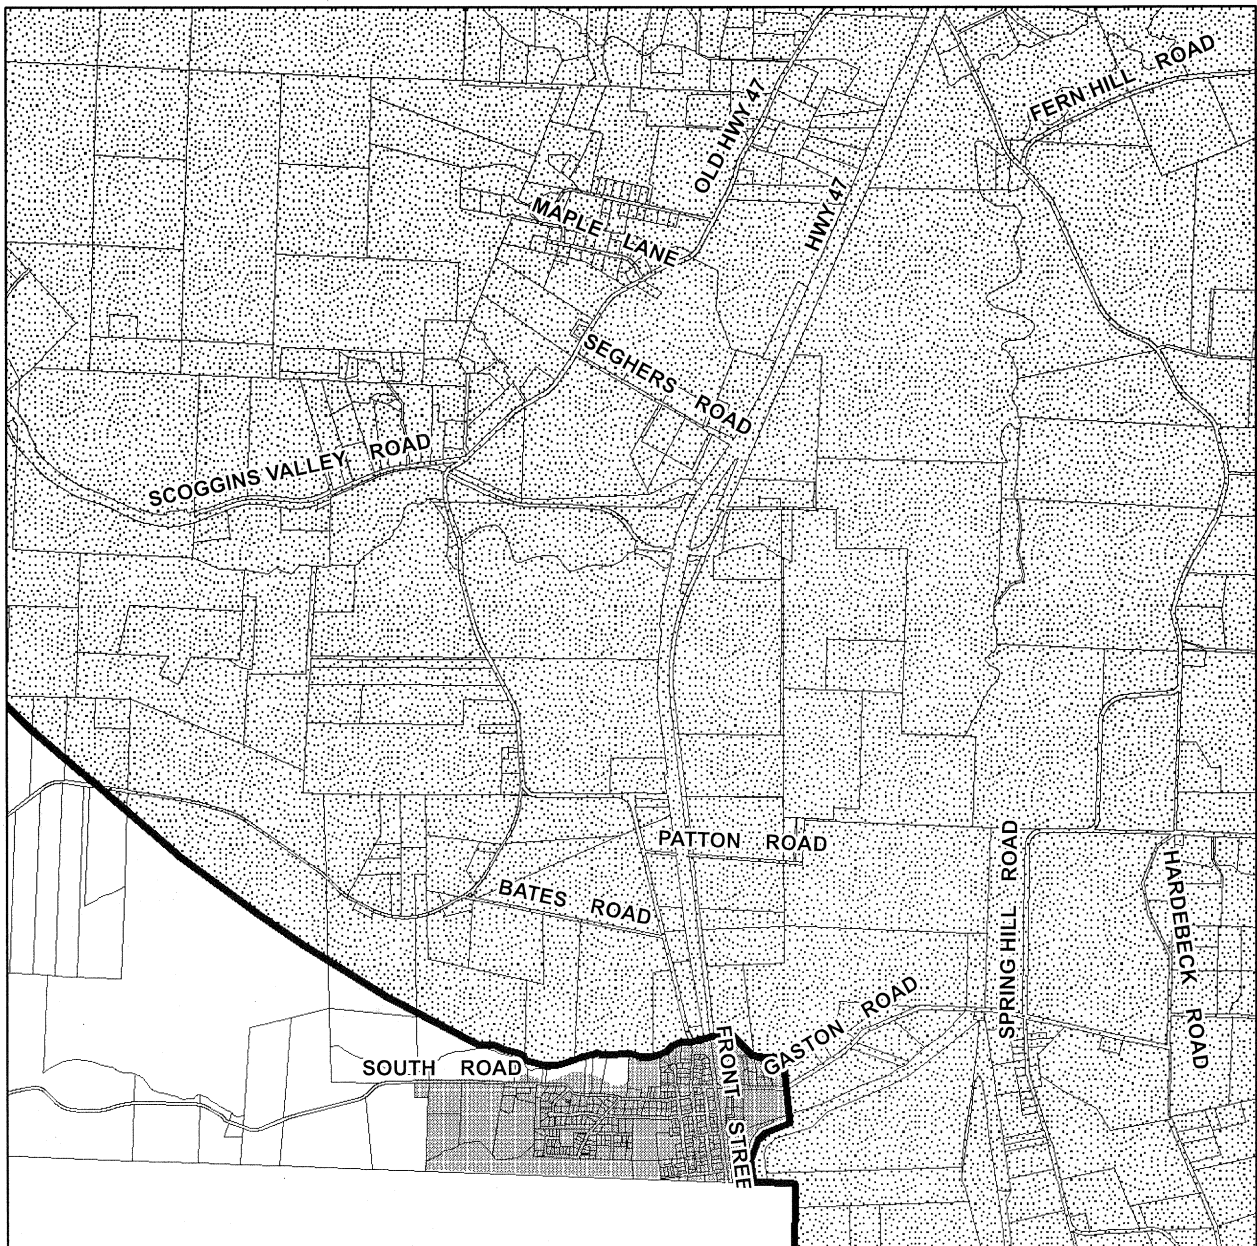 FERN HILL ROAD
OLD HWY 47
HWY 47
MAPLE LANE
SEGHERS ROAD
SCOGGINS VALLEY ROAD
PATTON ROAD
BATES ROAD
SPRING HILL ROAD
HARDEBECK ROAD
GASTON ROAD
FRONT STREE
SOUTH ROAD